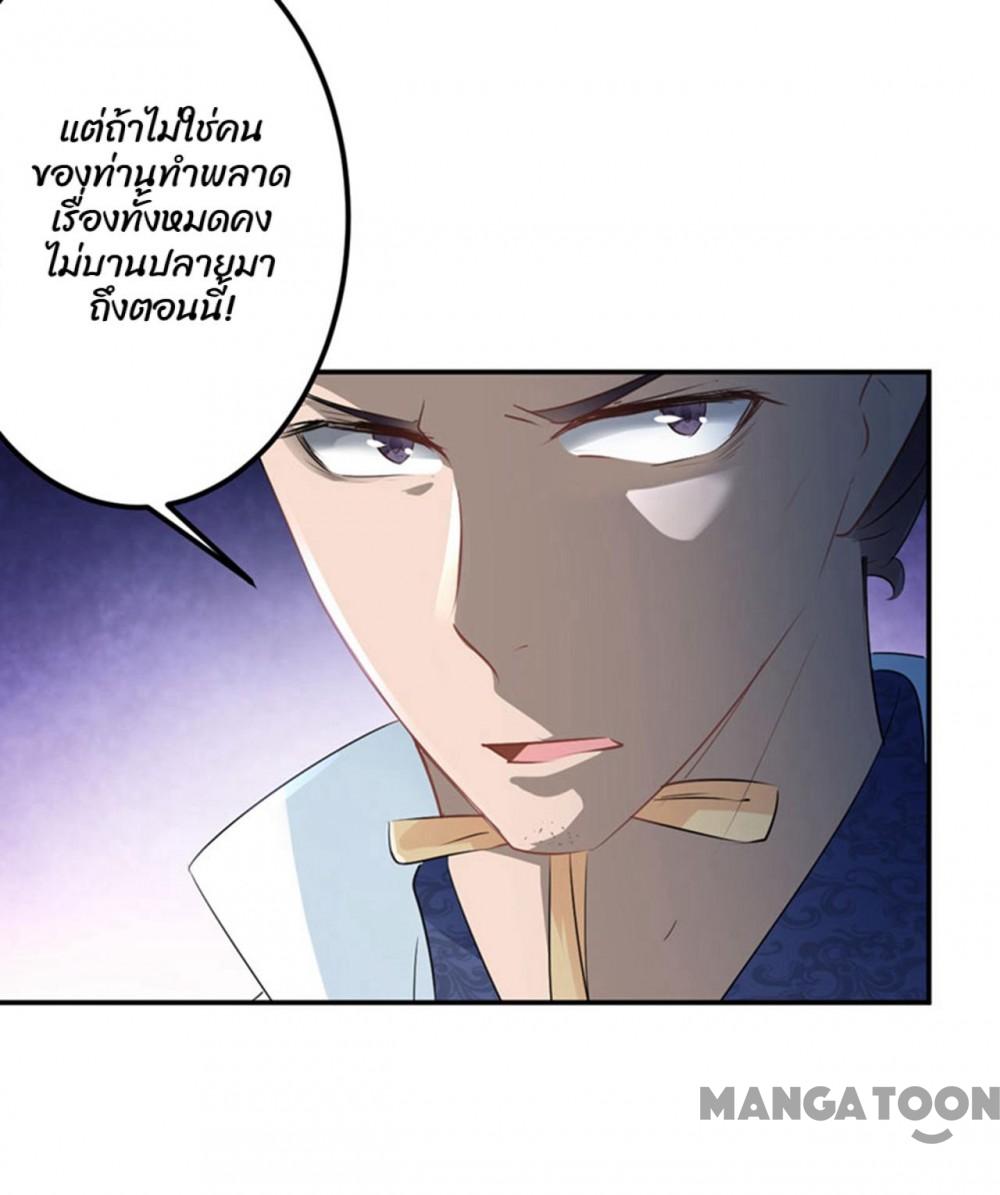 แต่ถ้าไม่ใช่คน
ของท่านทำพลาด
เรื่องทั้งหมดคง
ไม่บานปลายมา
ถึงตอนนี้!
MANGATOON